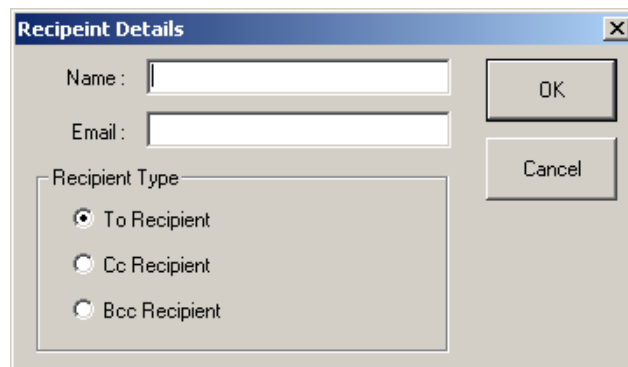 Recipeint Details
Name :
OK
Email :
Cancel
Recipient Type
To Recipient
Cc Recipient
Bcc Recipient